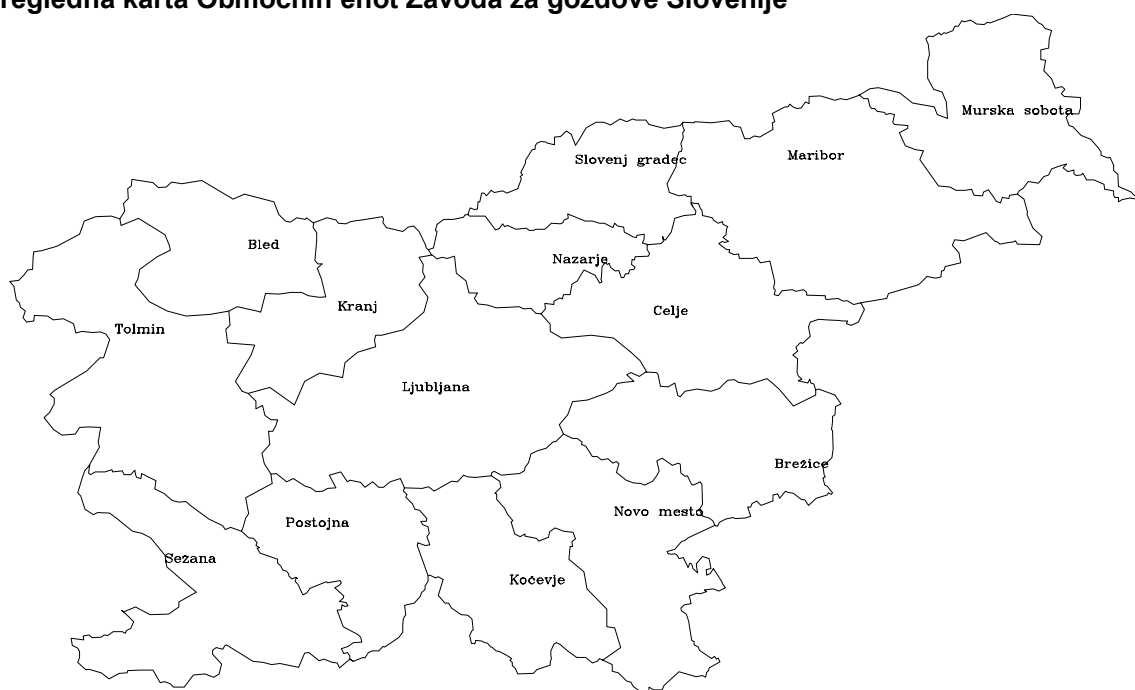 regledna karta Območnih enot Zavoda za gozdove Slovenije
Murska sobota
Slovenj gradec
Maribor
Bled
Nazarje
Kranj
Celje
Tolmin
Ljubljana
Brežice
Novo mesto
Postojna
Sežana
Kočevje